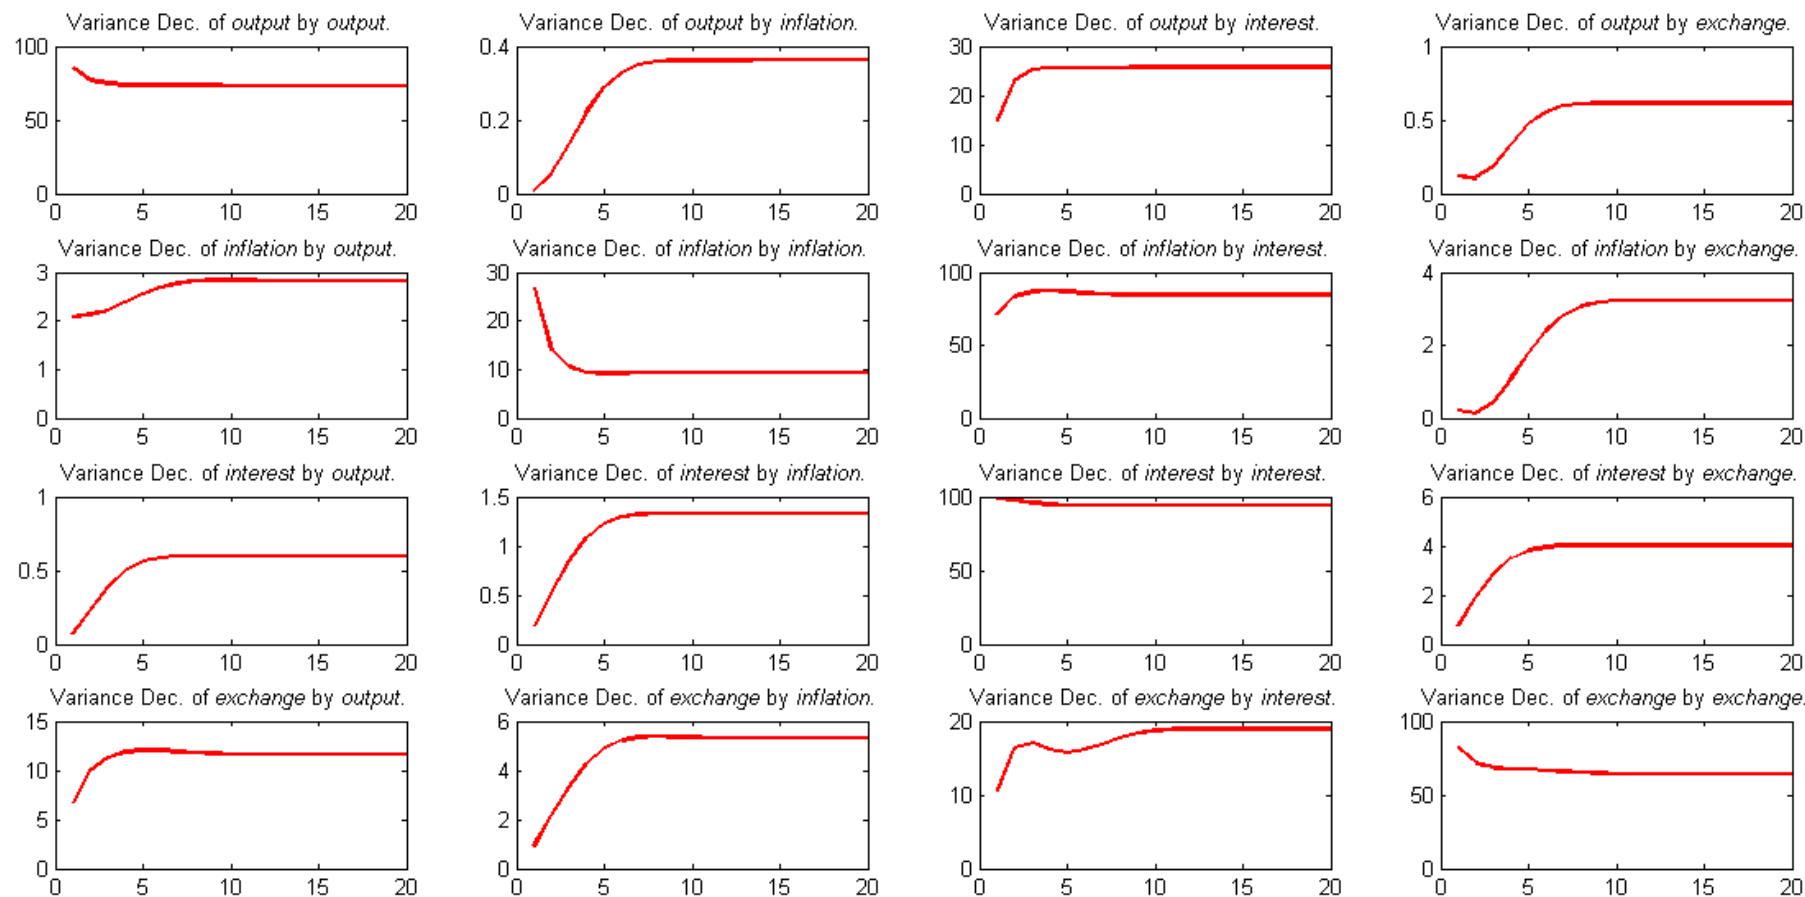 Variance Dec. of output by output.
Variance Dec. of output by inflation.
Variance Dec. of output by interest.
Variance Dec. of output by exchange.
100
50
0
0 5 10 15 20
0.4
0.2
0
0 5 10 15 20
30
20
10
0
0 5 10 15 20
1
0.5
0
0 5 10 15 20
Variance Dec. of inflation by output.
Variance Dec. of inflation by inflation.
Variance Dec. of inflation by interest.
Variance Dec. of inflation by exchange.
3
2
1
0
0 5 10 15 20
30
20
10
0
0 5 10 15 20
100
50
0
0 5 10 15 20
4
2
0
0 5 10 15 20
Variance Dec. of interest by output.
Variance Dec. of interest by inflation.
Variance Dec. of interest by interest.
Variance Dec. of interest by exchange.
1
0.5
0
0 5 10 15 20
1.5
1
0.5
0
0 5 10 15 20
100
50
0
0 5 10 15 20
6
4
2
0
0 5 10 15 20
Variance Dec. of exchange by output.
Variance Dec. of exchange by inflation.
Variance Dec. of exchange by interest.
Variance Dec. of exchange by exchange.
15
10
5
0
0 5 10 15 20
6
4
2
0
0 5 10 15 20
20
10
0
0 5 10 15 20
100
50
0
0 5 10 15 20